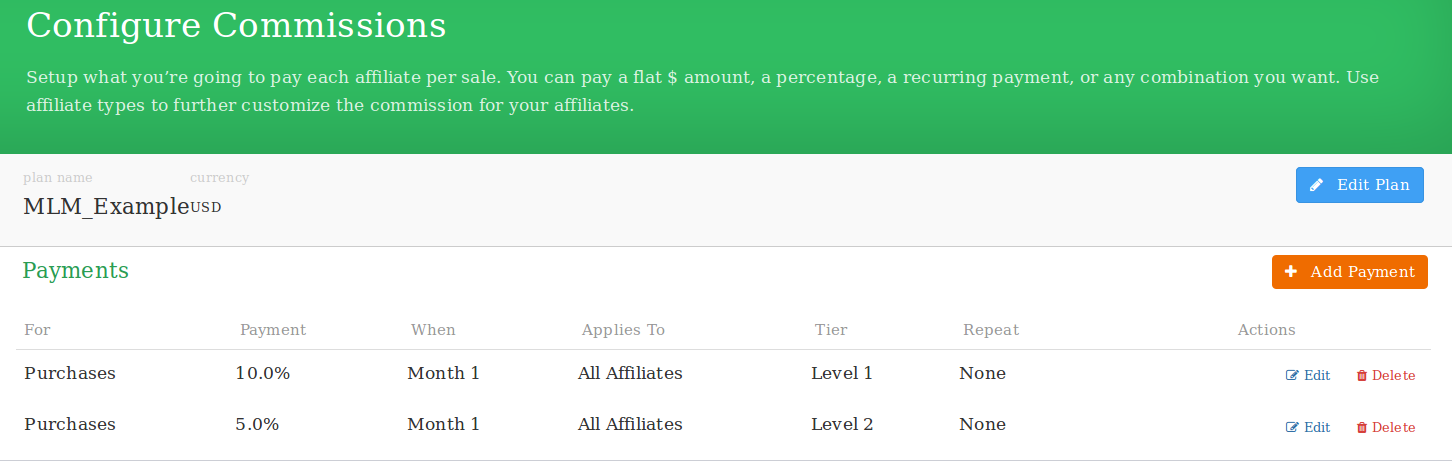 Configure Commissions
Setup what you’re going to pay each affiliate per sale. You can pay a flat $ amount, a percentage, a recurring payment, or any combination you want. Use
affiliate types to further customize the commission for your affiliates.
plan name currency
MLM_Example USD
Edit Plan
Payments
Add Payment
For Payment When Applies To Tier Repeat Actions
Purchases 10.0% Month 1 All Affiliates Level 1 None Edit Delete
Purchases 5.0% Month 1 All Affiliates Level 2 None Edit Delete